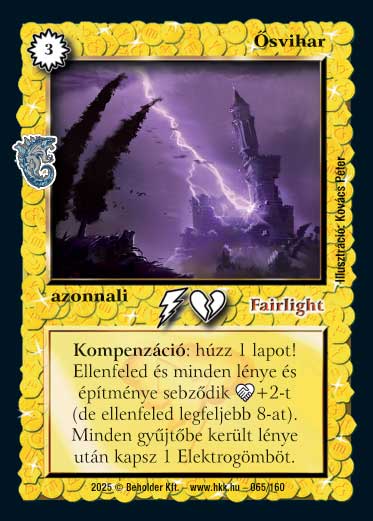 3
Ősvihar
Illusztráció: Kovács Péter
azonnali
Fairlight
Kompenzáció: húzz 1 lapot!
Ellenfeled és minden lénye és
építménye sebződik +2-t
(de ellenfeled legfeljebb 8-at).
Minden gyűjtőbe került lénye
után kapsz 1 Elektrogömböt.
2025 © Beholder Kft. – www.hkk.hu – 065/160